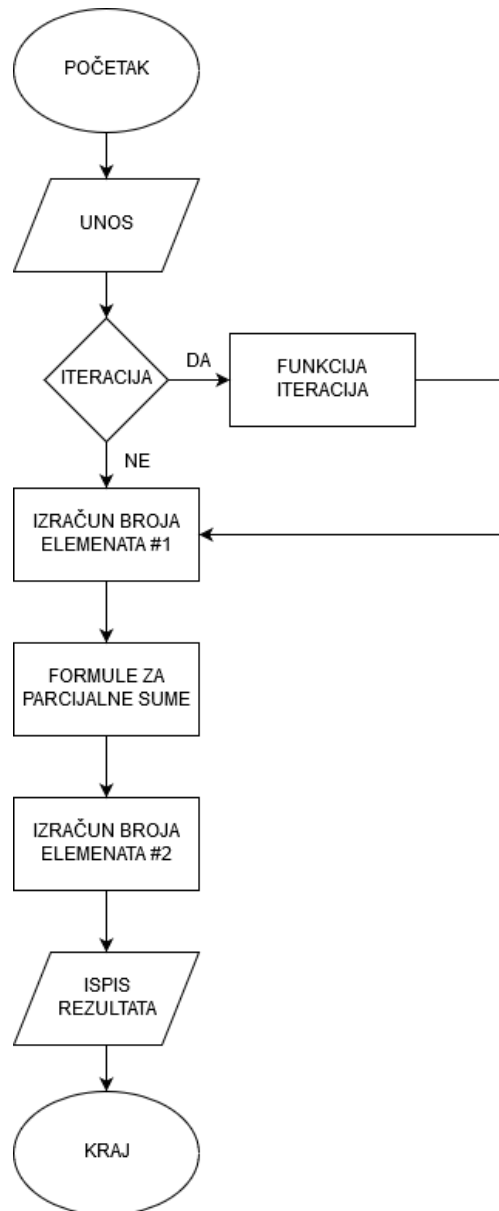 POČETAK
UNOS
ITERACIJA
DA
FUNKCIJA
ITERACIJA
NE
IZRAČUN BROJA
ELEMENATA #1
FORMULE ZA
PARCIJALNE SUME
IZRAČUN BROJA
ELEMENATA #2
ISPIS
REZULTATA
KRAJ